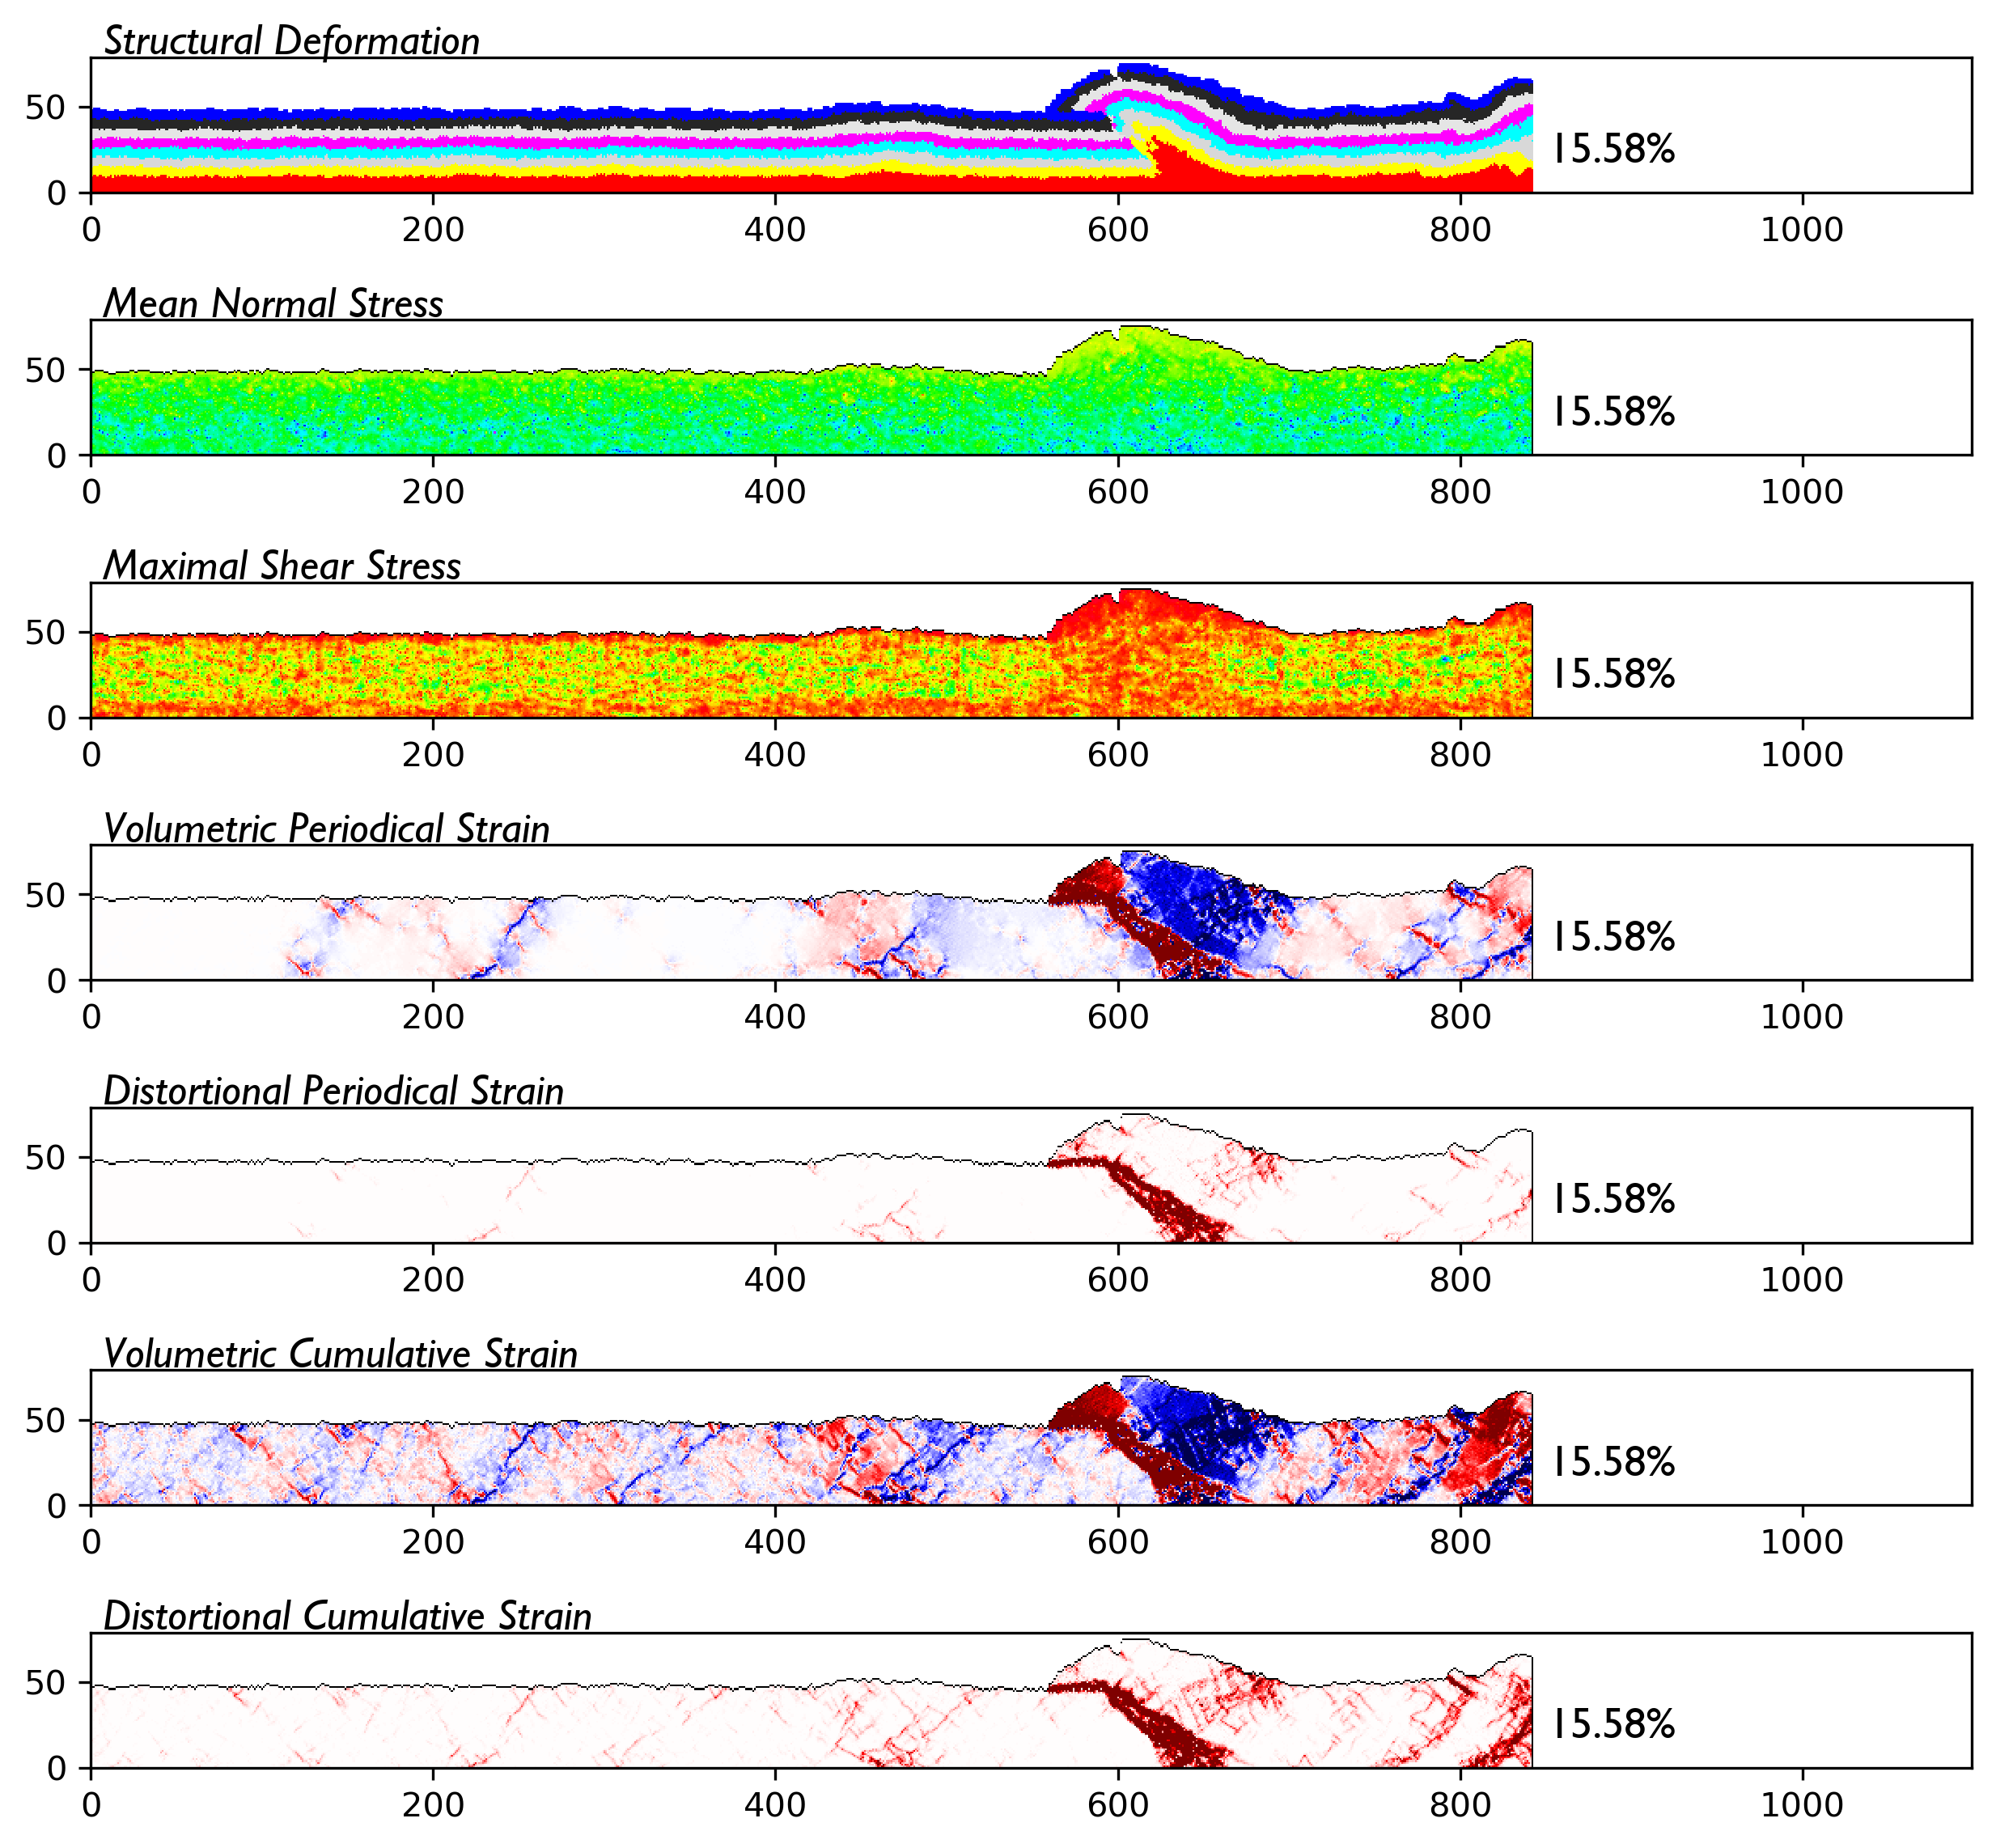 Structural Deformation
50
0
15.58%
0 200 400 600 800 1000
Mean Normal Stress
50
0
15.58%
0 200 400 600 800 1000
Maximal Shear Stress
50
0
15.58%
0 200 400 600 800 1000
Volumetric Periodical Strain
50
0
15.58%
0 200 400 600 800 1000
Distortional Periodical Strain
50
0
15.58%
0 200 400 600 800 1000
Volumetric Cumulative Strain
50
0
15.58%
0 200 400 600 800 1000
Distortional Cumulative Strain
50
0
15.58%
0 200 400 600 800 1000